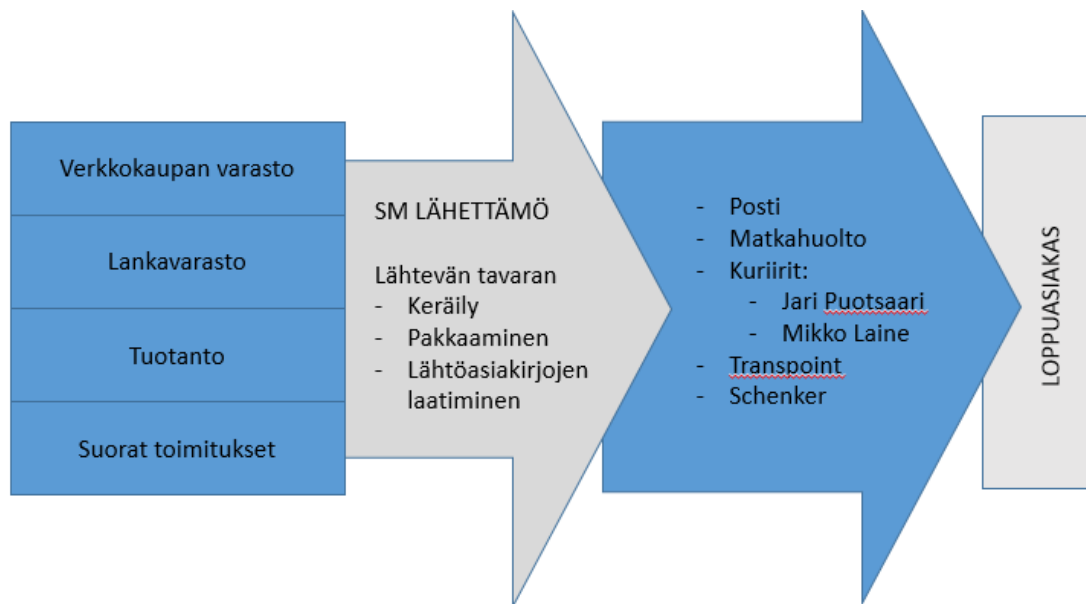 Verkkokaupan varasto
Lankavarasto
Tuotanto
Suorat toimitukset
SM LÄHETTÄMÖ
Lähtevän tavaran
- Keräily
- Pakkaaminen
- Lähtöasiakirjojen
laatiminen
- Posti
- Matkahuolto
- Kuriirit:
- Jari Puotsaari
- Mikko Laine
- Transpoint
- Schenker
LOPPUASIAKAS